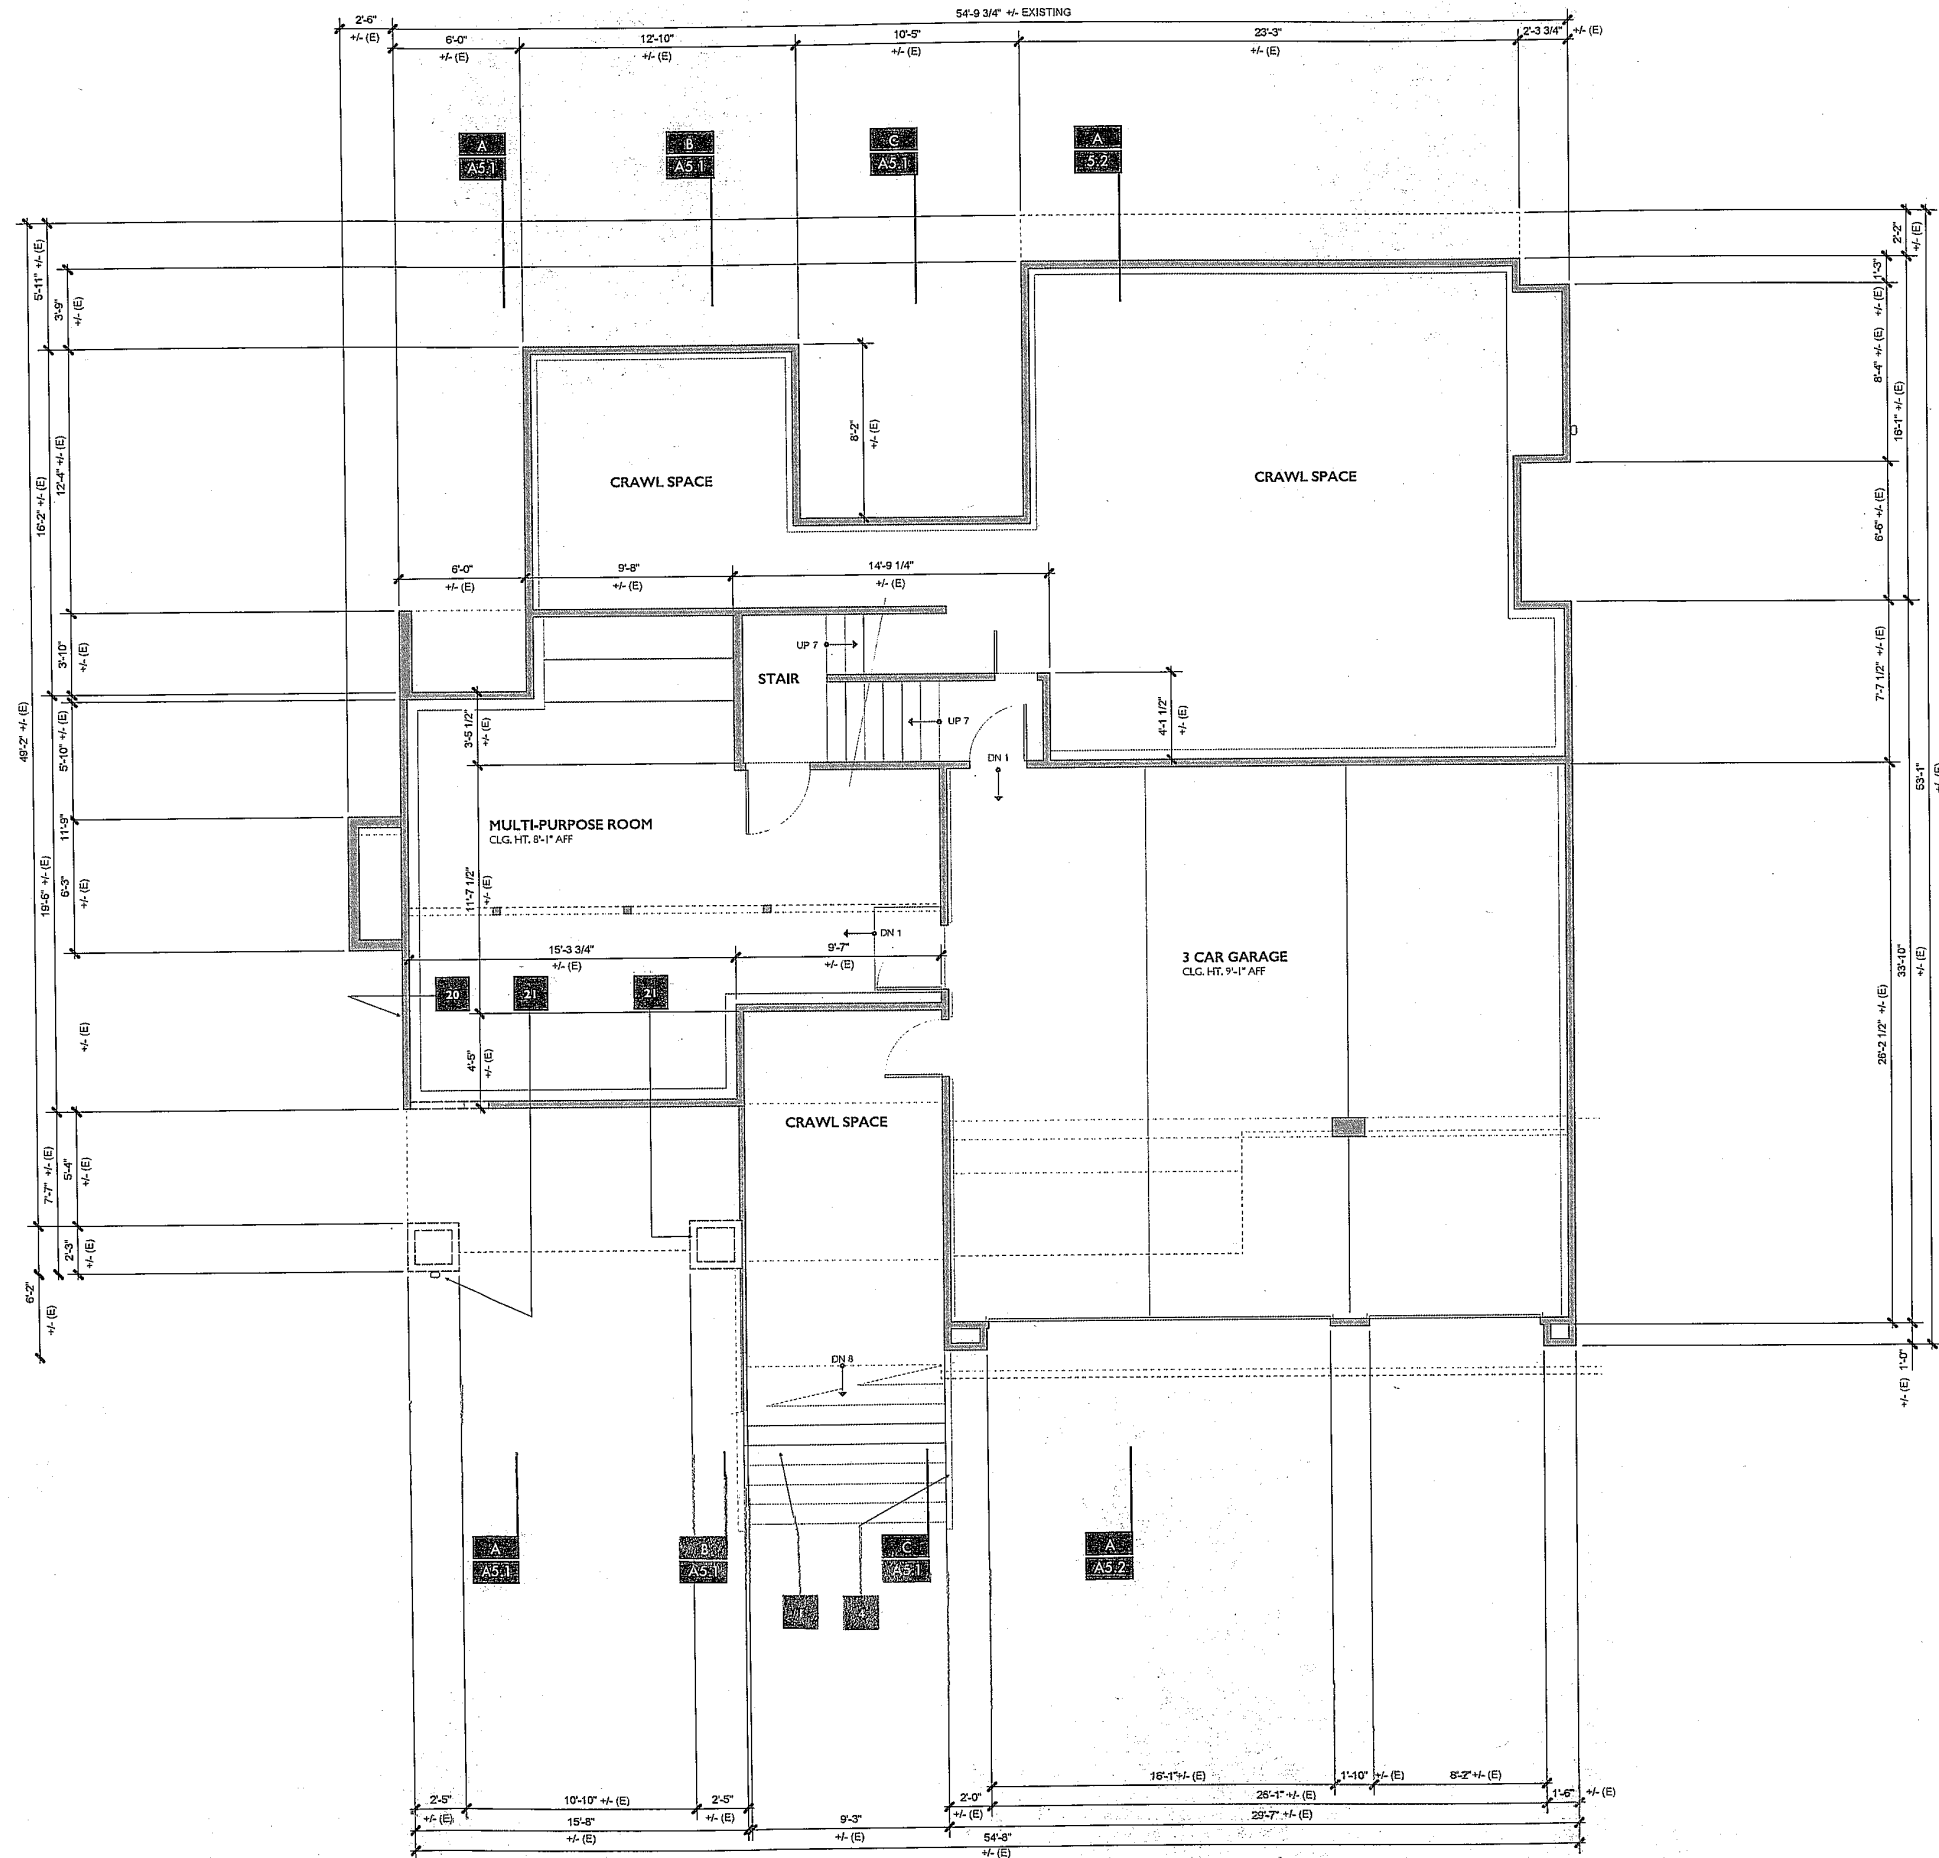 2'-6"
54'-9 3/4" +/- EXISTING
+/- (E)
6'-0"
12'-10"
10'-5"
23'-3"
2'-3 3/4"
+/- (E)
+/- (E)
+/- (E)
+/- (E)
+/- (E)
A
A5.1
B
A5.1
C
A5.1
A
5.2
5'-11" +/- (E)
3'-9"
+/- (E)
2'-2"
+/- (E)
1'-3"
+/- (E)
8'-4" +/- (E)
16'-1" +/- (E)
8'-2"
+/- (E)
12'-4" +/- (E)
16'-2" +/- (E)
CRAWL SPACE
CRAWL SPACE
6'-6" +/- (E)
6'-0"
+/- (E)
9'-8"
+/- (E)
14'-9 1/4"
+/- (E)
3'-10"
+/- (E)
UP 7
STAIR
UP 7
7'-7 1/2" +/- (E)
49'-2" +/- (E)
5'-10" +/- (E)
3'-5 1/2"
+/- (E)
4'-1 1/2"
+/- (E)
DN 1
53'-1"
+/- (E)
11'-9"
MULTI-PURPOSE ROOM
CLG. HT. 8'-1" AFF
6'-3"
+/- (E)
19'-6" +/- (E)
11'-7 1/2"
+/- (E)
DN 1
15'-3 3/4"
+/- (E)
9'-7"
+/- (E)
3 CAR GARAGE
CLG. HT. 9'-1" AFF
33'-10"
+/- (E)
20
21
21
+/- (E)
4'-5"
+/- (E)
26'-2 1/2" +/- (E)
CRAWL SPACE
7'-7" +/- (E)
5'-4"
+/- (E)
2'-3"
+/- (E)
6'-2"
+/- (E)
DN 8
1'-0"
+/- (E)
A
A5.1
B
A5.1
C
A5.1
A
A5.2
1
4
16'-1" +/- (E)
1'-10"
+/- (E)
8'-2" +/- (E)
2'-5"
+/- (E)
10'-10" +/- (E)
2'-5"
+/- (E)
2'-0"
+/- (E)
26'-1" +/- (E)
1'-6"
+/- (E)
15'-8"
+/- (E)
9'-3"
+/- (E)
29'-7" +/- (E)
54'-8"
+/- (E)